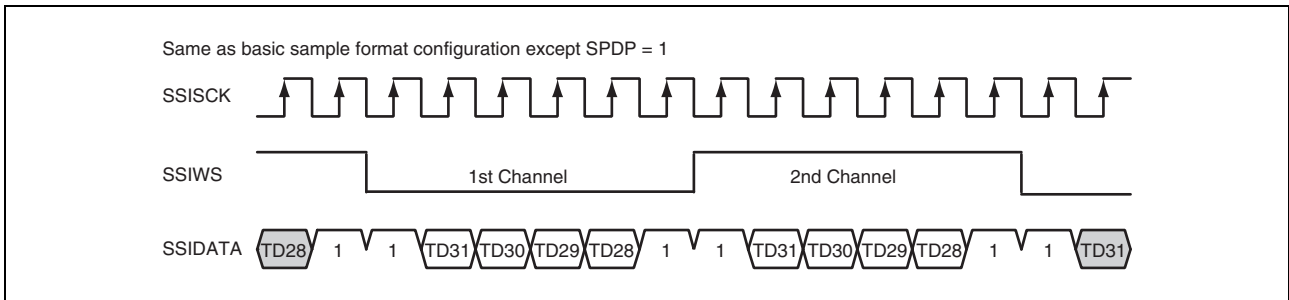 Same as basic sample format configuration except SPDP = 1
SSISCK
SSIWS 1st Channel 2nd Channel
SSIDATA TD28 1 1 TD31 TD30 TD29 TD28 1 1 TD31 TD30 TD29 TD28 1 1 TD31